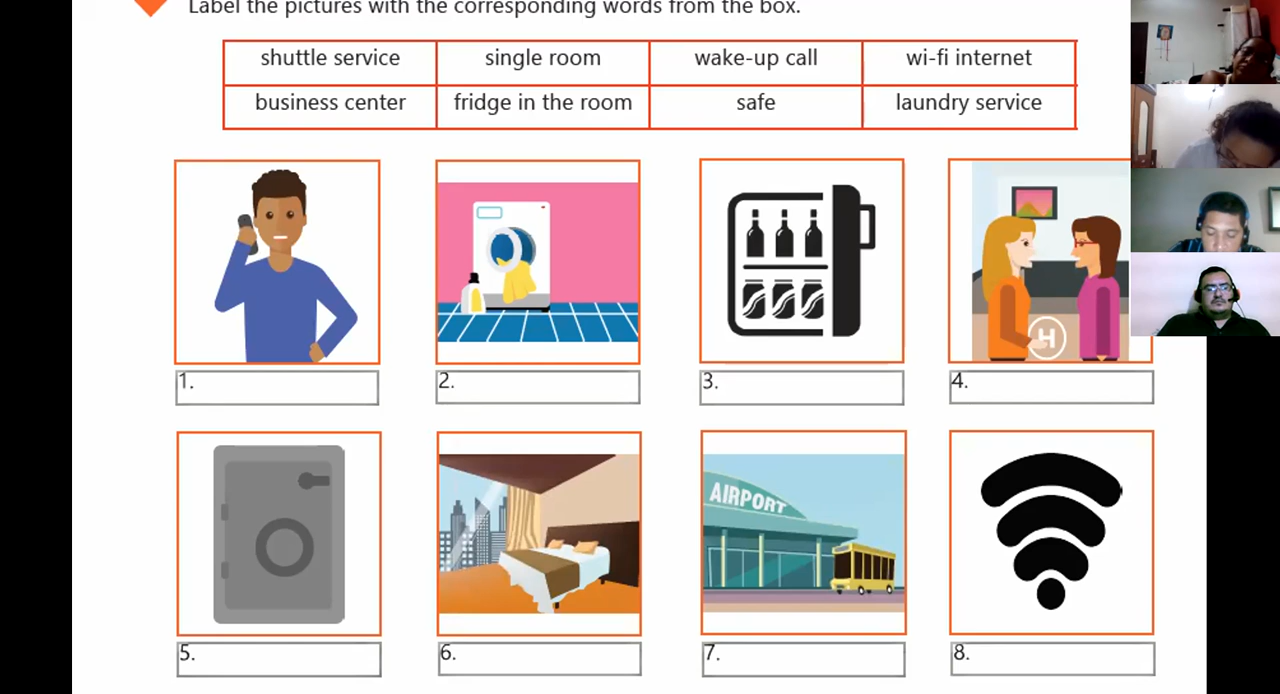 Label the pictures with the corresponding words from the box.
shuttle service single room wake-up call wi-fi internet
business center fridge in the room safe laundry service
H
1. 2. 3. 4.
AIRPORT
5. 6. 7. 8.